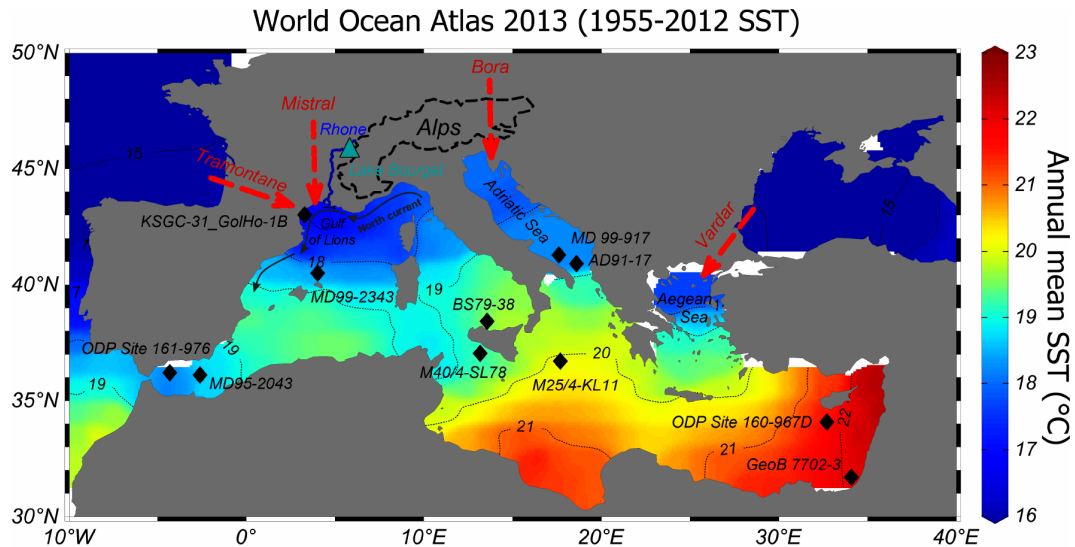 World Ocean Atlas 2013 (1955-2012 SST)
50°N
45°N
40°N
35°N
30°N
10°W
0°
10°E
20°E
30°E
40°E
Bora
Mistral
Rhone
Alps
Tramontane
Lake Bourget
15
KSGC-31_GolHo-1B
Gulf
of Lions
North current
Adriatic Sea
Vardar
15
MD 99-917
AD91-17
18
MD99-2343
19
BS79-38
Aegean
Sea
7
7
ODP Site 161-976
19
19
MD95-2043
M40/4-SL78
20
M25/4-KL11
21
ODP Site 160-967D
22
21
GeoB 7702-3
23
22
21
20
19
18
17
16
Annual mean SST (°C)